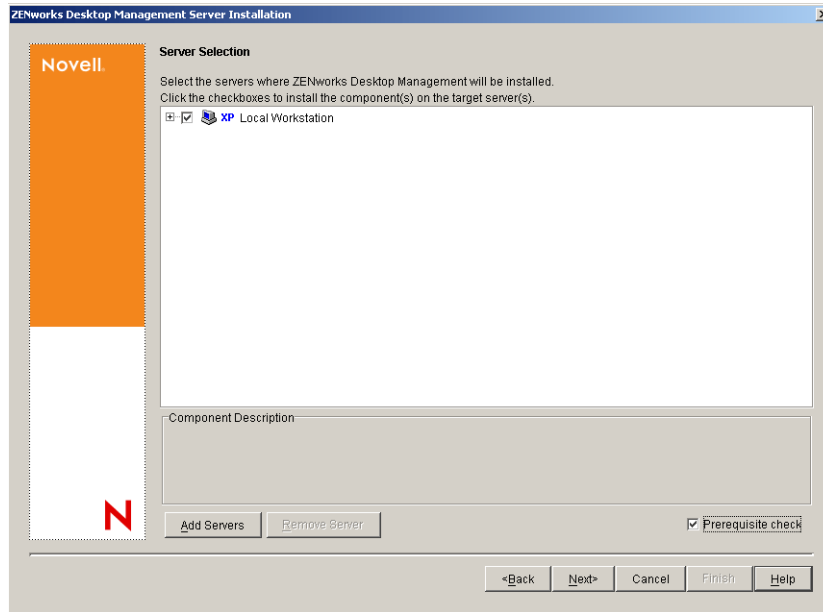 ZENworks Desktop Management Server Installation
Novell.
Server Selection
Select the servers where ZENworks Desktop Management will be installed.
Click the checkboxes to install the component(s) on the target server(s).
XP Local Workstation
Component Description
N
Add Servers
Remove Server
Prerequisite check
<Back
Next>
Cancel
Finish
Help